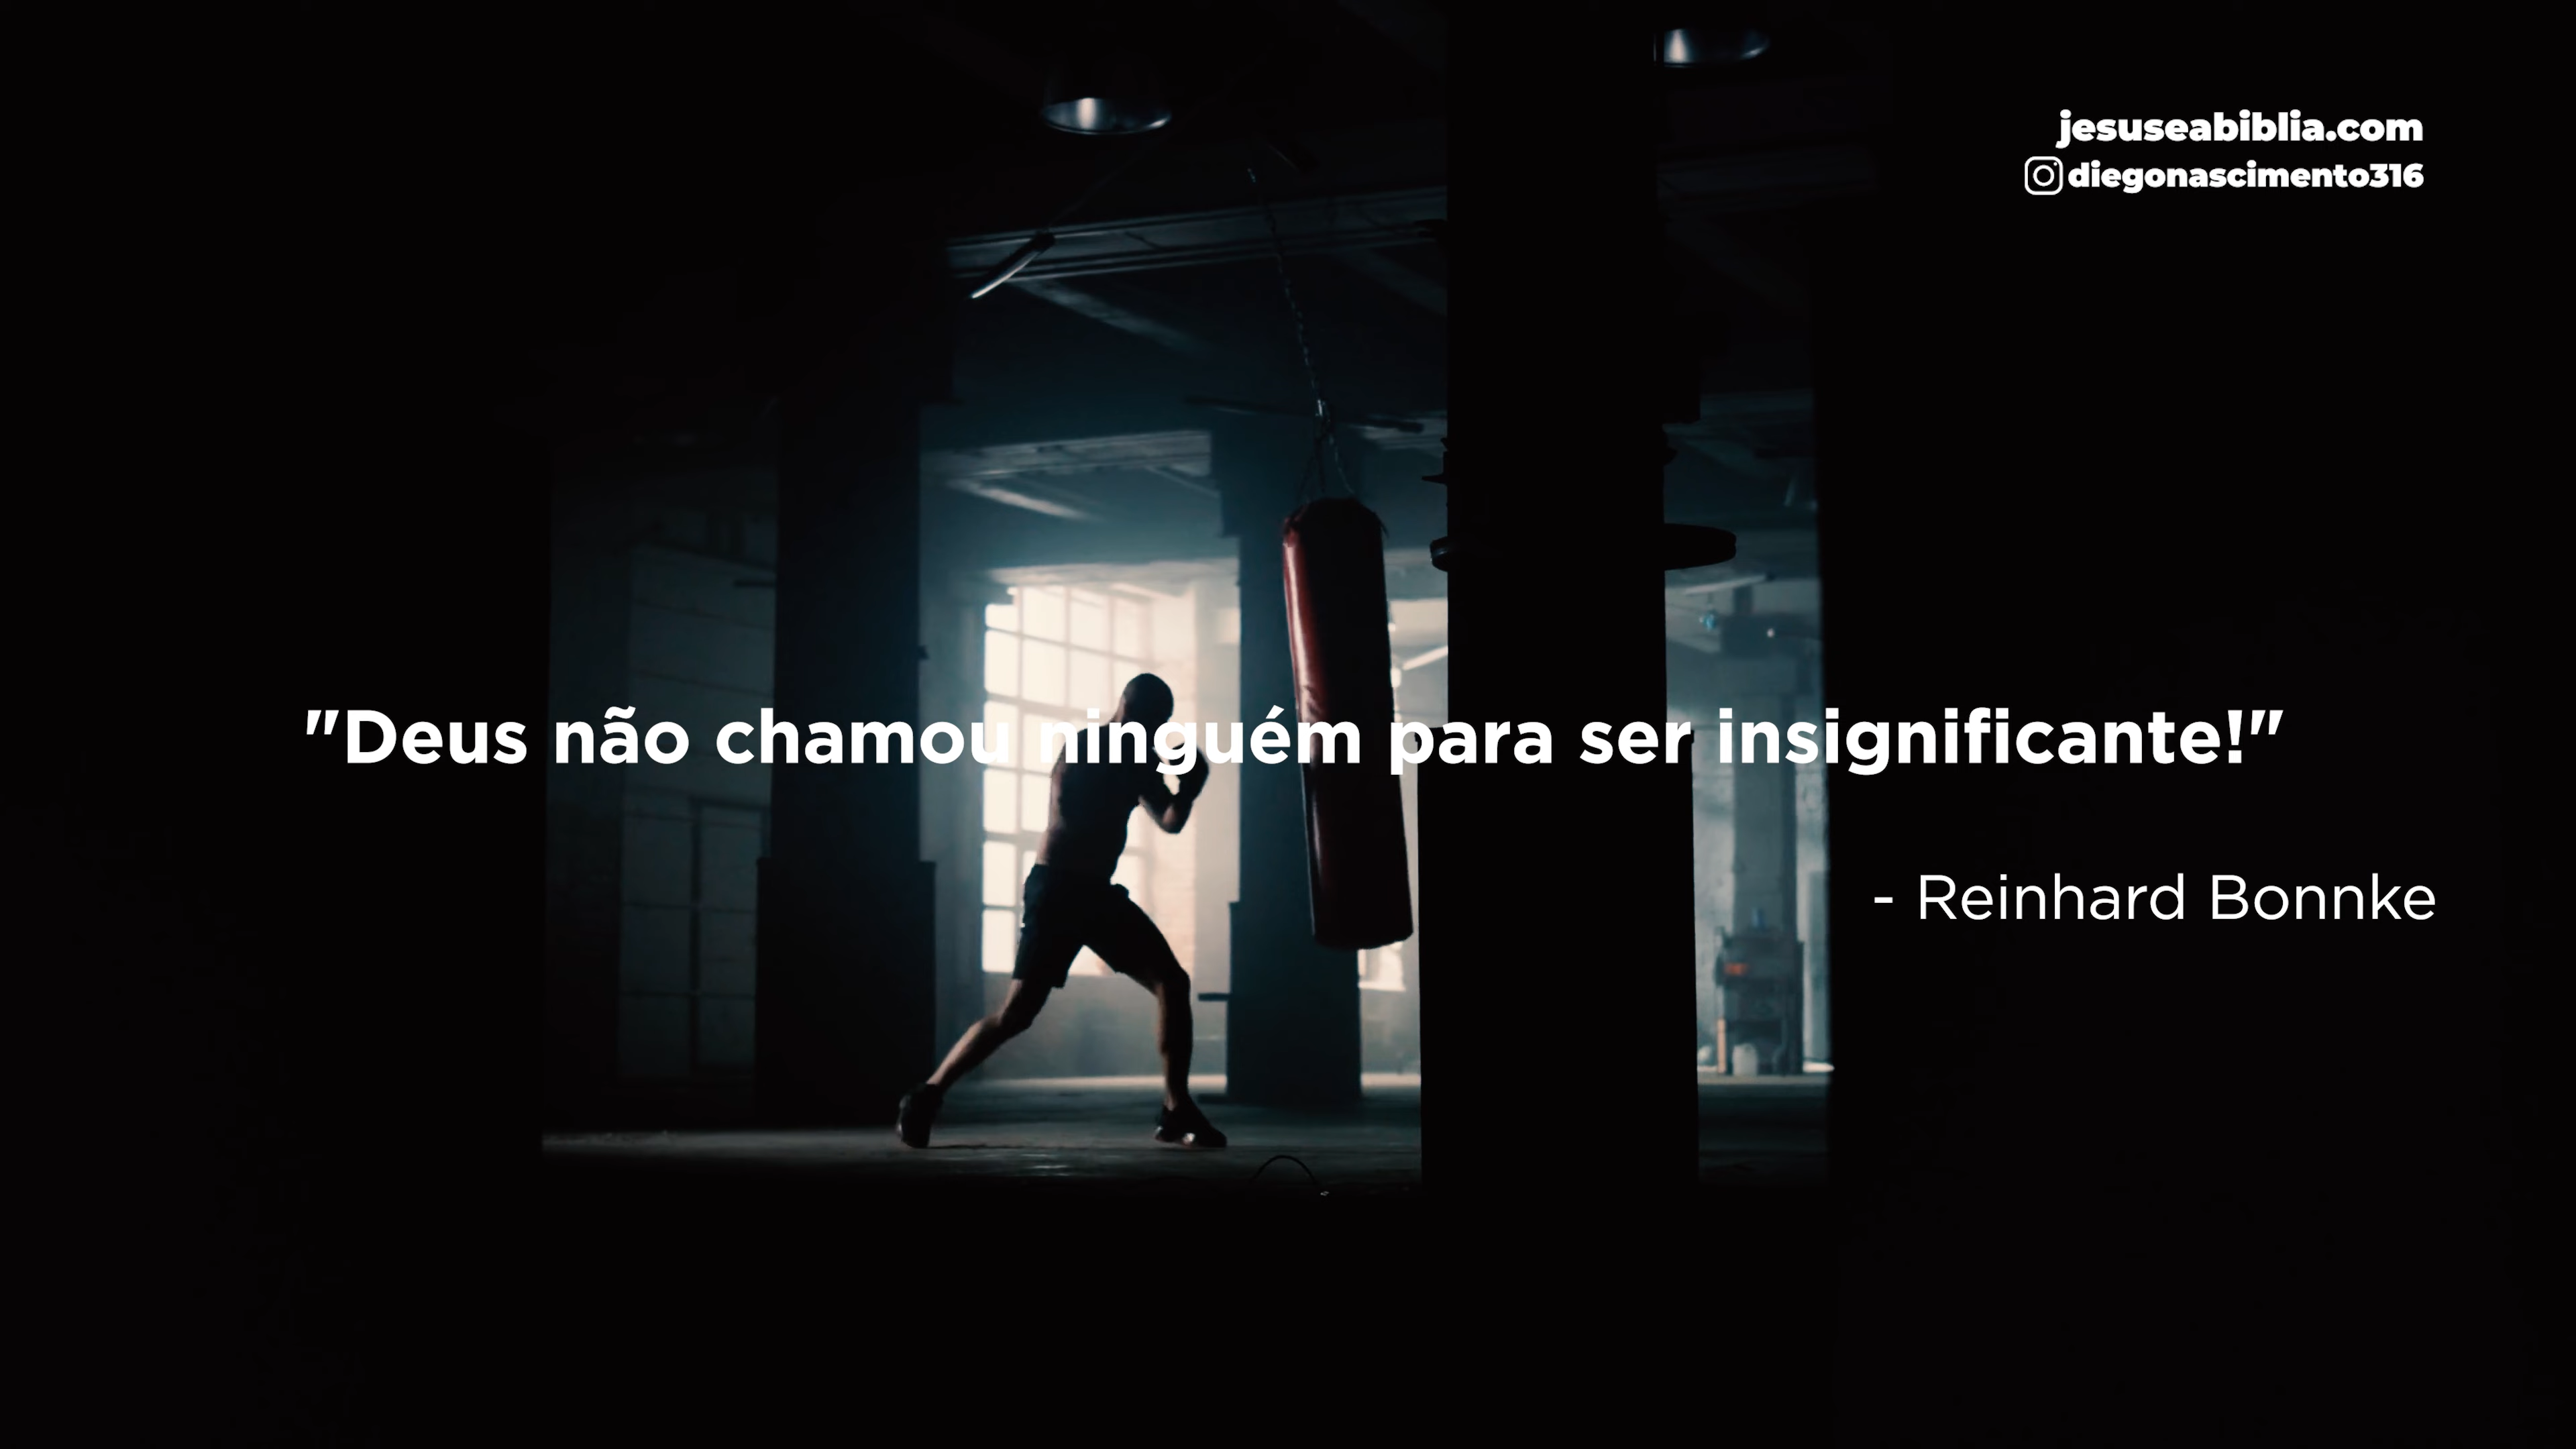 jesuseabiblia.com
diegonascimento316
"Deus não chamou ninguém para ser insignificante!"
- Reinhard Bonnke